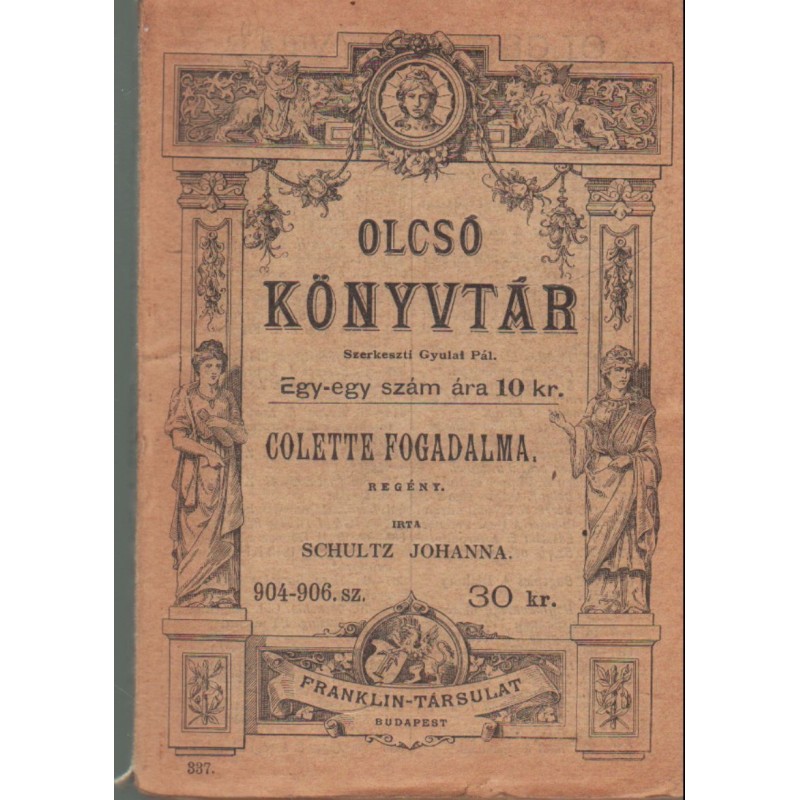 OLCSÓ
KÖNYVTÁR
Szerkeszti Gyulai Pál.
Egy-egy szám ára 10 kr.
COLETTE FOGADALMA.
REGÉNY.
IRTA
SCHULTZ JOHANNA.
904-906. sz. 30 kr.
FRANKLIN-TÁRSULAT
BUDAPEST
337.